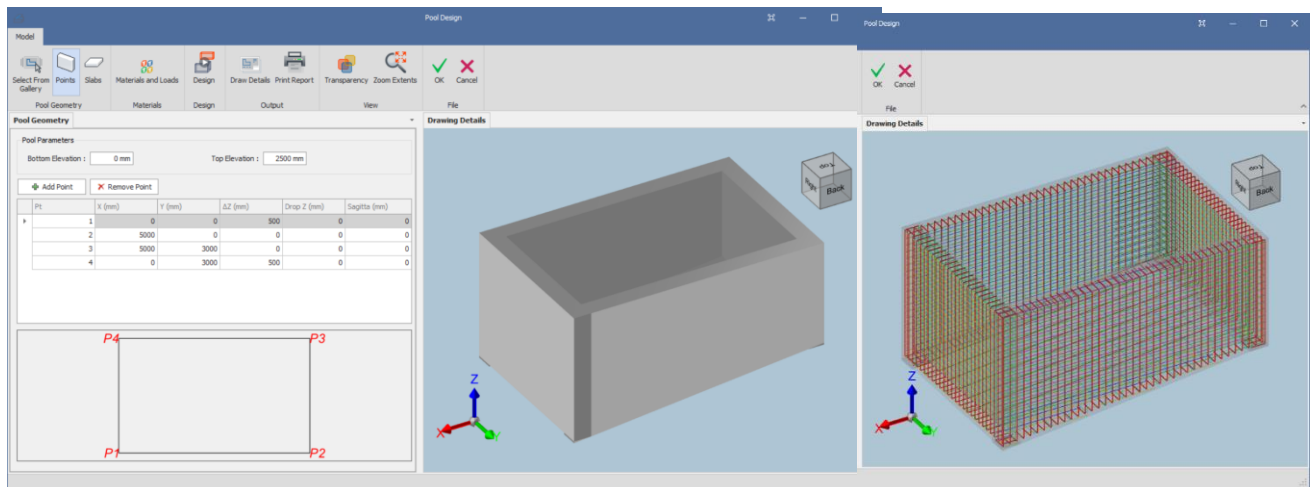 Pool Design
Model
Select From Gallery
Points
Slabs
Materials and Loads
Design
Draw Details
Print Report
Transparency
Zoom Extents
OK
Cancel
Pool Geometry
Materials
Design
Output
View
File
Pool Geometry
Pool Parameters
Bottom Elevation : 0 mm Top Elevation : 2500 mm
Add Point Remove Point
Pt X (mm) Y (mm) ΔZ (mm) Drop Z (mm) Sagitta (mm)
1 0 0 500 0 0
2 5000 0 0 0 0
3 5000 3000 0 0 0
4 0 3000 500 0 0
P4 P3
P1 P2
Drawing Details
Top
Right Back
Z
X Y
Pool Design
OK Cancel
File
Drawing Details
Top
Right Back
Z
X Y